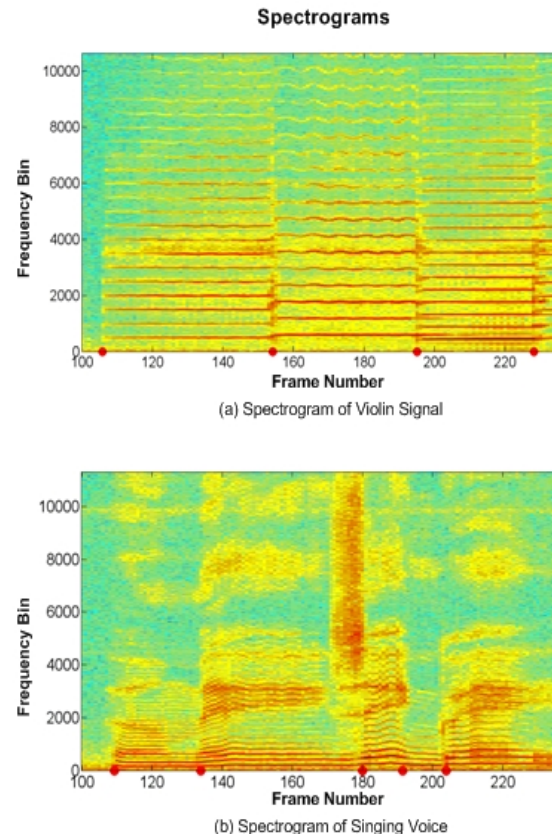 Spectrograms
10000
8000
6000
4000
2000
0
Frequency Bin
100 120 140 160 180 200 220
Frame Number
(a) Spectrogram of Violin Signal
10000
8000
6000
4000
2000
0
Frequency Bin
100 120 140 160 180 200 220
Frame Number
(b) Spectrogram of Singing Voice